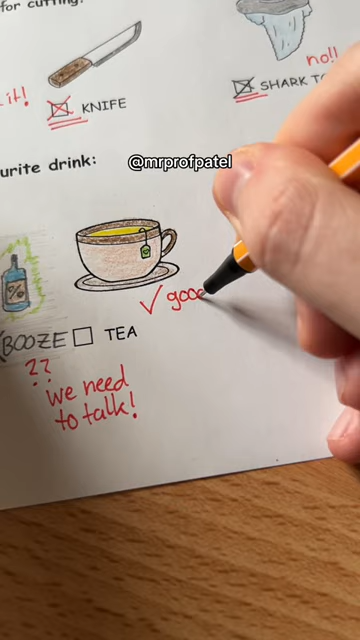 for cutting:
no!!
it!
KNIFE
SHARK
urite drink:
@mrprofpatel
%
good
BOOZE
TEA
??
we need
to talk!